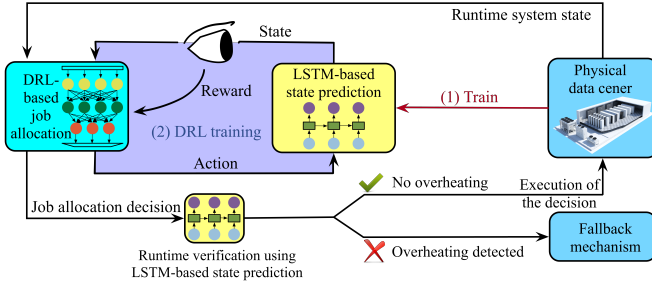 Runtime system state
State
DRL-
based
job
allocation
Reward
(2) DRL training
Action
LSTM-based
state prediction
(1) Train
Physical
data cener
Job allocation decision
No overheating
Execution of
the decision
Runtime verification using
LSTM-based state prediction
Overheating detected
Fallback
mechanism